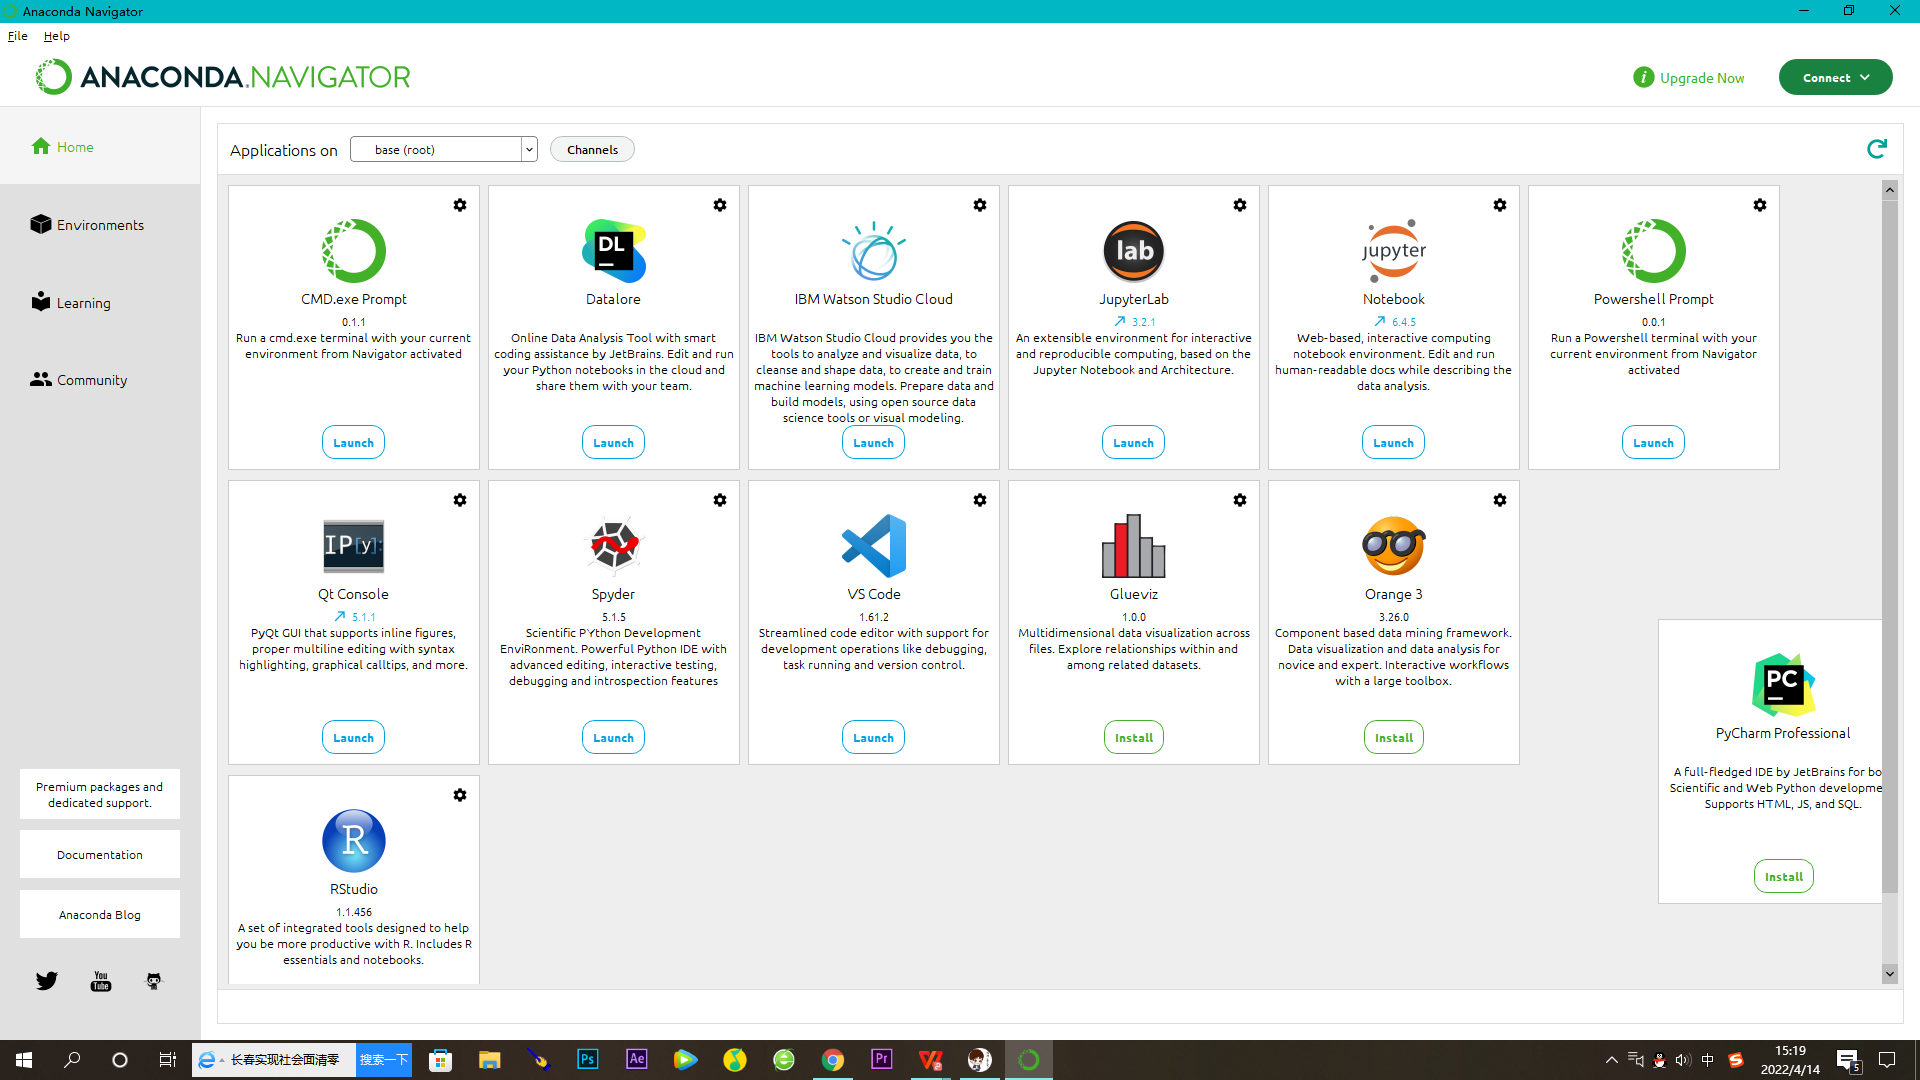 Anaconda Navigator
File Help
ANACONDA.NAVIGATOR
i Upgrade Now
Connect
Home
Environments
Learning
Community
Applications on
base (root)
Channels
CMD.exe Prompt
0.1.1
Run a cmd.exe terminal with your current
environment from Navigator activated
Launch
DL
Datalore
Online Data Analysis Tool with smart
coding assistance by JetBrains. Edit and run
your Python notebooks in the cloud and
share them with your team.
Launch
IBM Watson Studio Cloud
IBM Watson Studio Cloud provides you the
tools to analyze and visualize data, to
cleanse and shape data, to create and train
machine learning models. Prepare data and
build models, using open source data
science tools or visual modeling.
Launch
lab
JupyterLab
3.2.1
An extensible environment for interactive
and reproducible computing, based on the
Jupyter Notebook and Architecture.
Launch
jupyter
Notebook
6.4.5
Web-based, interactive computing
notebook environment. Edit and run
human-readable docs while describing the
data analysis.
Launch
Powershell Prompt
0.0.1
Run a Powershell terminal with your
current environment from Navigator
activated
Launch
IP[y]:
Qt Console
5.1.1
PyQt GUI that supports inline figures,
proper multiline editing with syntax
highlighting, graphical calltips, and more.
Launch
Spyder
5.1.5
Scientific PYthon Development
EnviRonment. Powerful Python IDE with
advanced editing, interactive testing,
debugging and introspection features
Launch
VS Code
1.61.2
Streamlined code editor with support for
development operations like debugging,
task running and version control.
Launch
Glueviz
1.0.0
Multidimensional data visualization across
files. Explore relationships within and
among related datasets.
Install
Orange 3
3.26.0
Component based data mining framework.
Data visualization and data analysis for
novice and expert. Interactive workflows
with a large toolbox.
Install
PC
PyCharm Professional
A full-fledged IDE by JetBrains for bo
Scientific and Web Python developme
Supports HTML, JS, and SQL.
Install
R
RStudio
1.1.456
A set of integrated tools designed to help
you be more productive with R. Includes R
essentials and notebooks.
Premium packages and
dedicated support.
Documentation
Anaconda Blog
You
Tube
长春实现社会面清零
搜索一下
Ps
Ae
Pr
中
S
15:19
2022/4/14
5